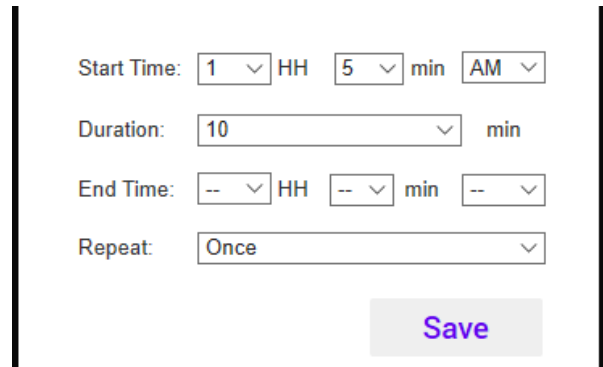 Start Time: 1 HH 5 min AM
Duration: 10 min
End Time: -- HH -- min --
Repeat: Once
Save